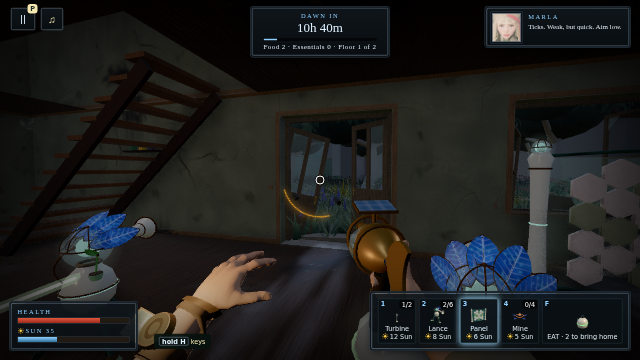 P
DAWN IN
10h 40m
Food 2 · Essentials 0 · Floor 1 of 2
MARLA
Ticks. Weak, but quick. Aim low.
HEALTH
SUN 35
hold H keys
1 1/2
Turbine
12 Sun
2 2/6
Lance
8 Sun
3
Panel
6 Sun
4 0/4
Mine
5 Sun
F
EAT · 2 to bring home